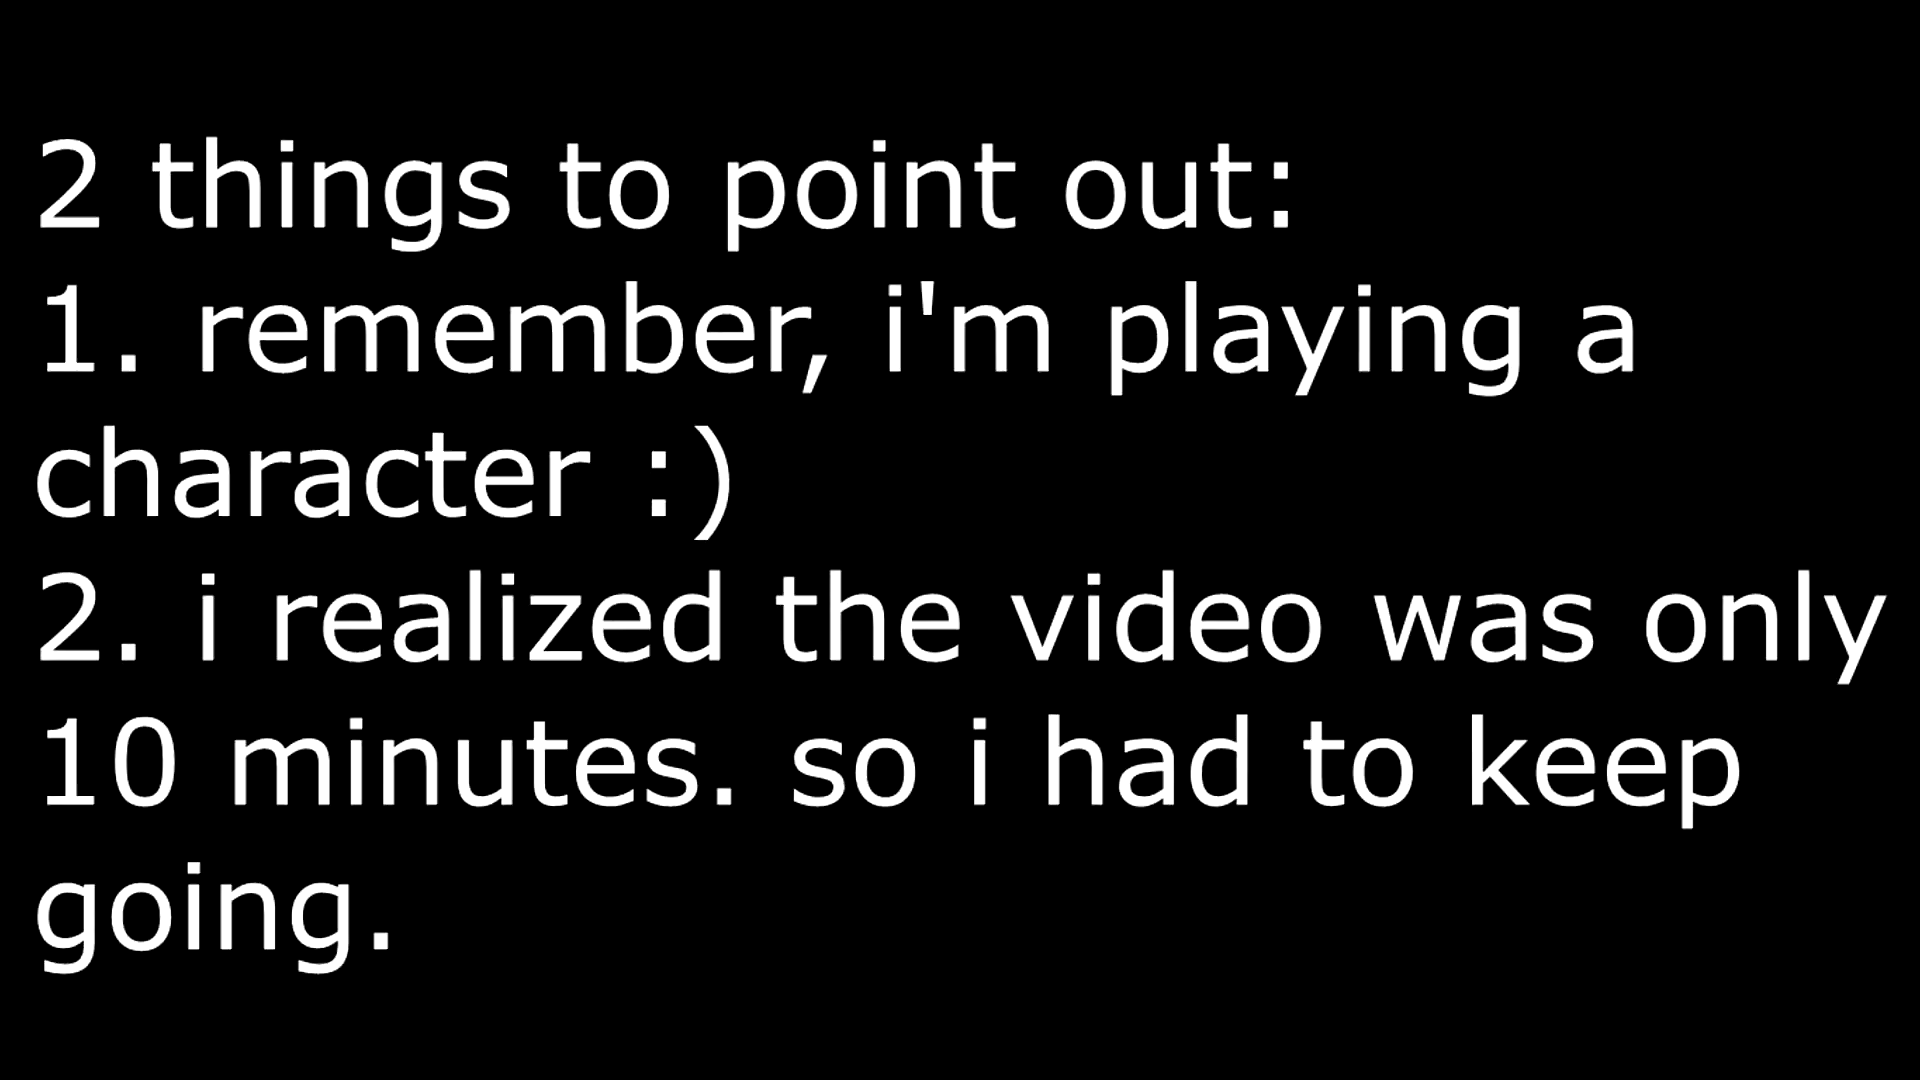 2 things to point out:
1. remember, i'm playing a
character :)
2. i realized the video was only
10 minutes. so i had to keep
going.